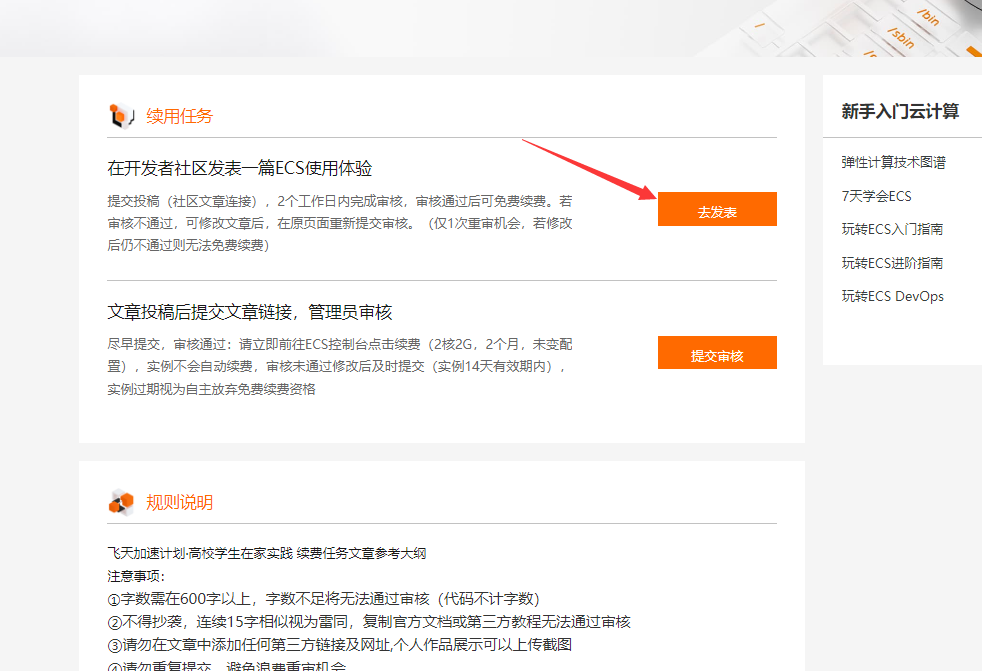 /bin
/sbin
续用任务
在开发者社区发表一篇ECS使用体验
提交投稿（社区文章连接），2个工作日内完成审核，审核通过后可免费续费。若
审核不通过，可修改文章后，在原页面重新提交审核。（仅1次重审机会，若修改
后仍不通过则无法免费续费）
去发表
文章投稿后提交文章链接，管理员审核
尽早提交，审核通过：请立即前往ECS控制台点击续费（2核2G，2个月，未变配
置），实例不会自动续费，审核未通过修改后及时提交（实例14天有效期内），
实例过期视为自主放弃免费续费资格
提交审核
新手入门云计算
弹性计算技术图谱
7天学会ECS
玩转ECS入门指南
玩转ECS进阶指南
玩转ECS DevOps
规则说明
飞天加速计划·高校学生在家实践 续费任务文章参考大纲
注意事项：
①字数需在600字以上，字数不足将无法通过审核（代码不计字数）
②不得抄袭，连续15字相似视为雷同，复制官方文档或第三方教程无法通过审核
③请勿在文章中添加任何第三方链接及网址,个人作品展示可以上传截图
④请勿重复提交，避免浪费重审机会